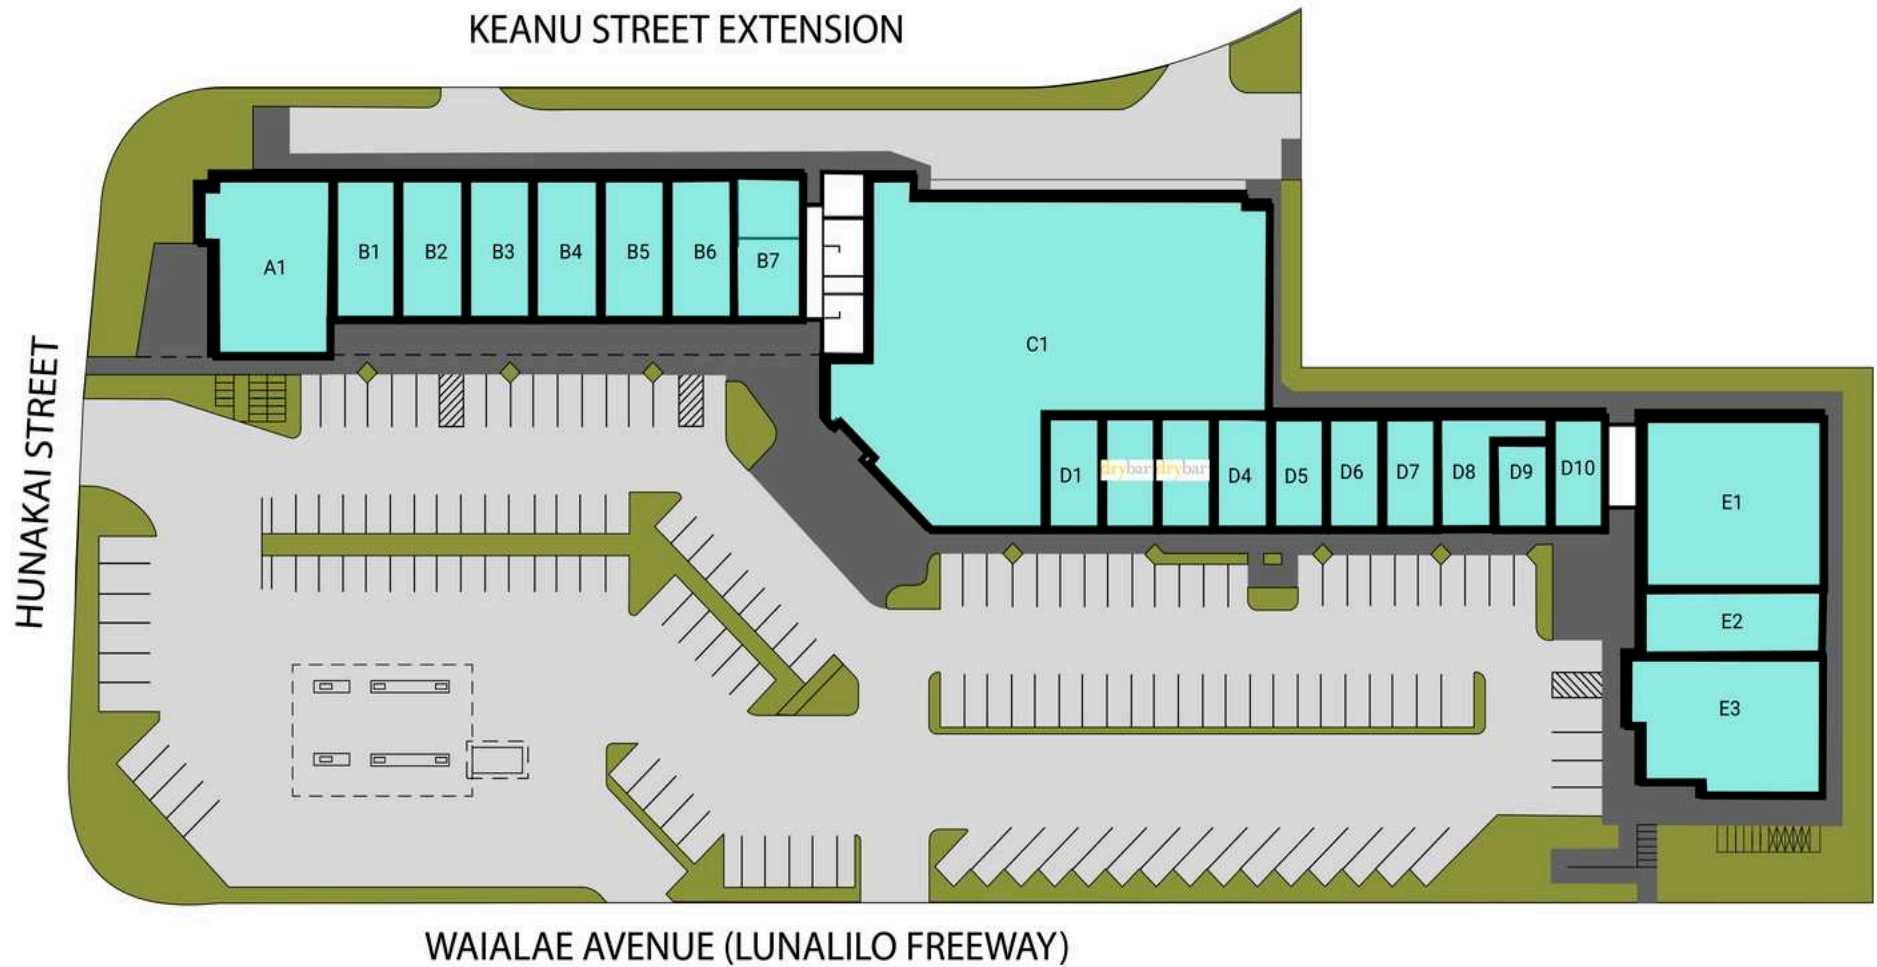 KEANU STREET EXTENSION
HUNAKAI STREET
A1
B1
B2
B3
B4
B5
B6
B7
C1
D1
drybar
drybar
D4
D5
D6
D7
D8
D9
D10
E1
E2
E3
WAIALAE AVENUE (LUNALILO FREEWAY)